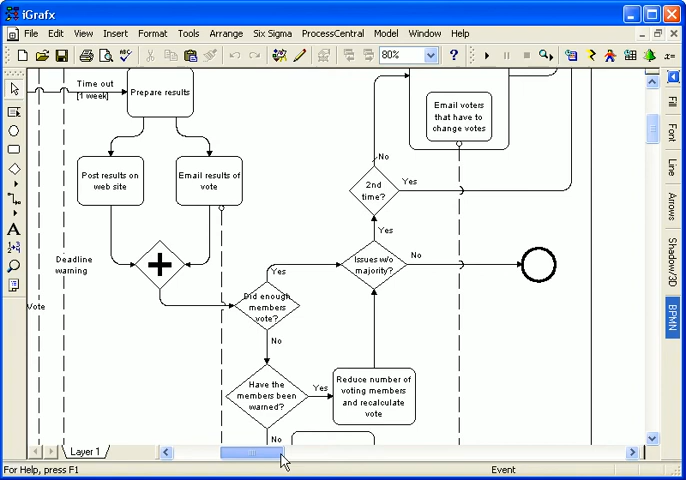 iGrafx
File Edit View Insert Format Tools Arrange Six Sigma ProcessCentral Model Window Help
80%
Time out
[1 week]
Prepare results
Email voters
that have to
change votes
Post results on
web site
Email results of
vote
No
2nd
time?
Yes
Yes
Deadline
warning
Issues w/o
majority?
No
Yes
Vote
Did enough
members
vote?
No
Have the
members been
warned?
Yes
Reduce number of
voting members
and recalculate
vote
No
Layer 1
For Help, press F1
Event
Fill
Font
Line
Arrows
Shadow/3D
BPMN